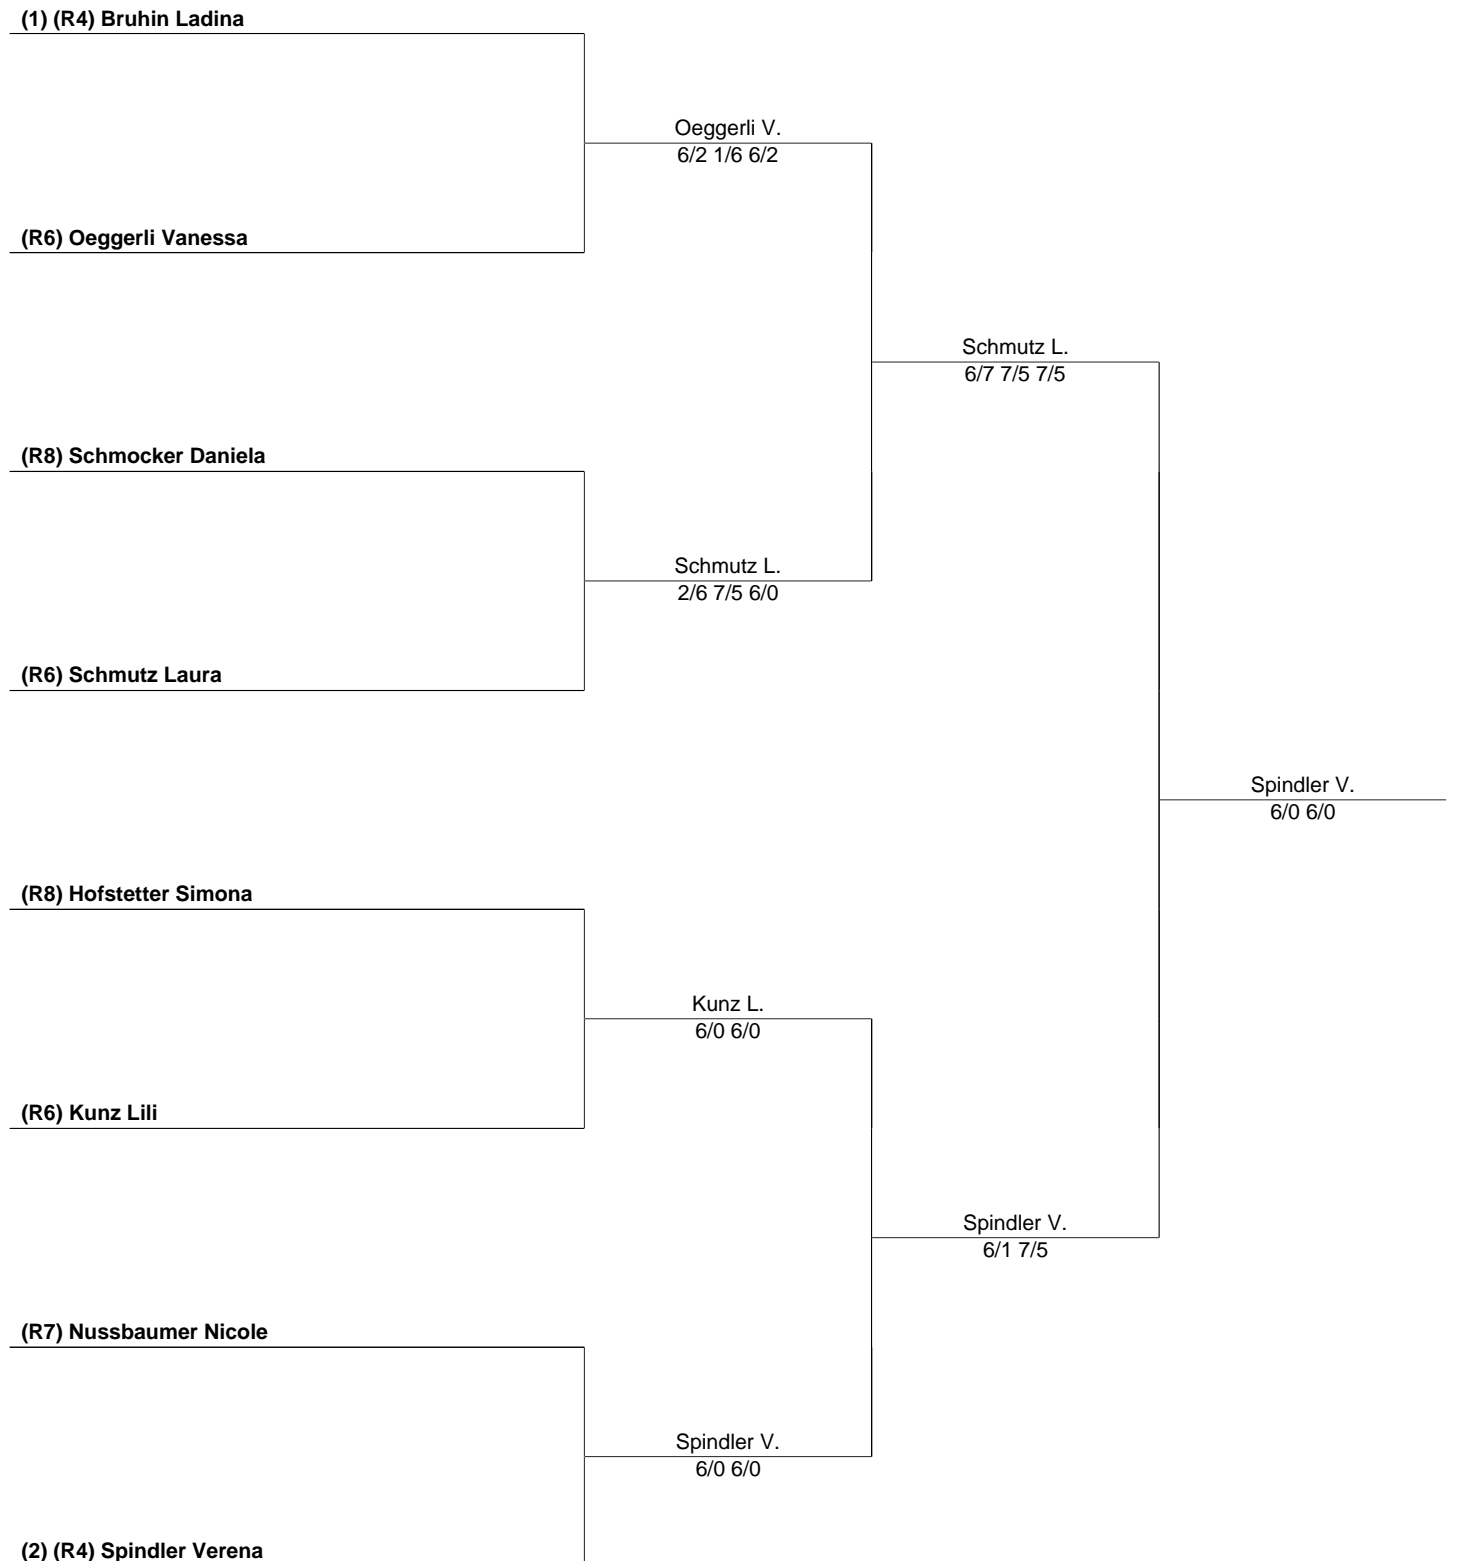 (1) (R4) Bruhin Ladina
Oeggerli V.
6/2 1/6 6/2
(R6) Oeggerli Vanessa
Schmutz L.
6/7 7/5 7/5
(R8) Schmocker Daniela
Schmutz L.
2/6 7/5 6/0
(R6) Schmutz Laura
Spindler V.
6/0 6/0
(R8) Hofstetter Simona
Kunz L.
6/0 6/0
(R6) Kunz Lili
Spindler V.
6/1 7/5
(R7) Nussbaumer Nicole
Spindler V.
6/0 6/0
(2) (R4) Spindler Verena